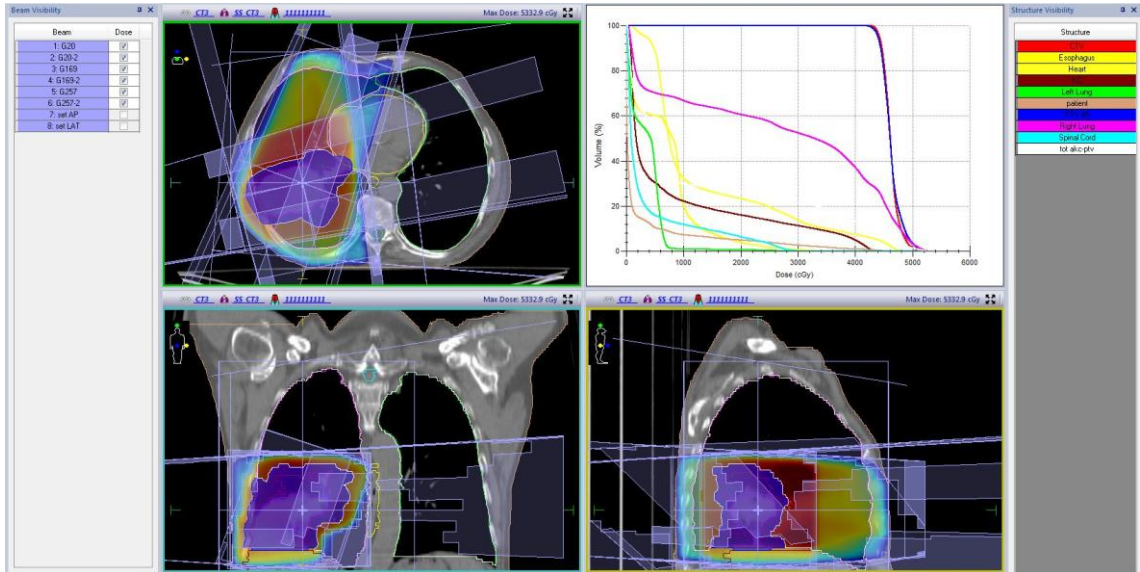 Beam Visibility
Beam Dose
1: G20
2: G20-2
3: G169
4: G169-2
5: G257
6: G257-2
7: set AP
8: set LAT
CT3 SS CT3 1111111111 Max Dose: 5332.9 cGy
Volume (%)
100
80
60
40
20
0
0 1000 2000 3000 4000 5000 6000
Dose (cGy)
Structure Visibility
Structure
CTV
Esophagus
Heart
Left Lung
patient
Right Lung
Spinal Cord
tot akc-ptv
CT3 SS CT3 1111111111 Max Dose: 5332.9 cGy
CT3 SS CT3 1111111111 Max Dose: 5332.9 cGy